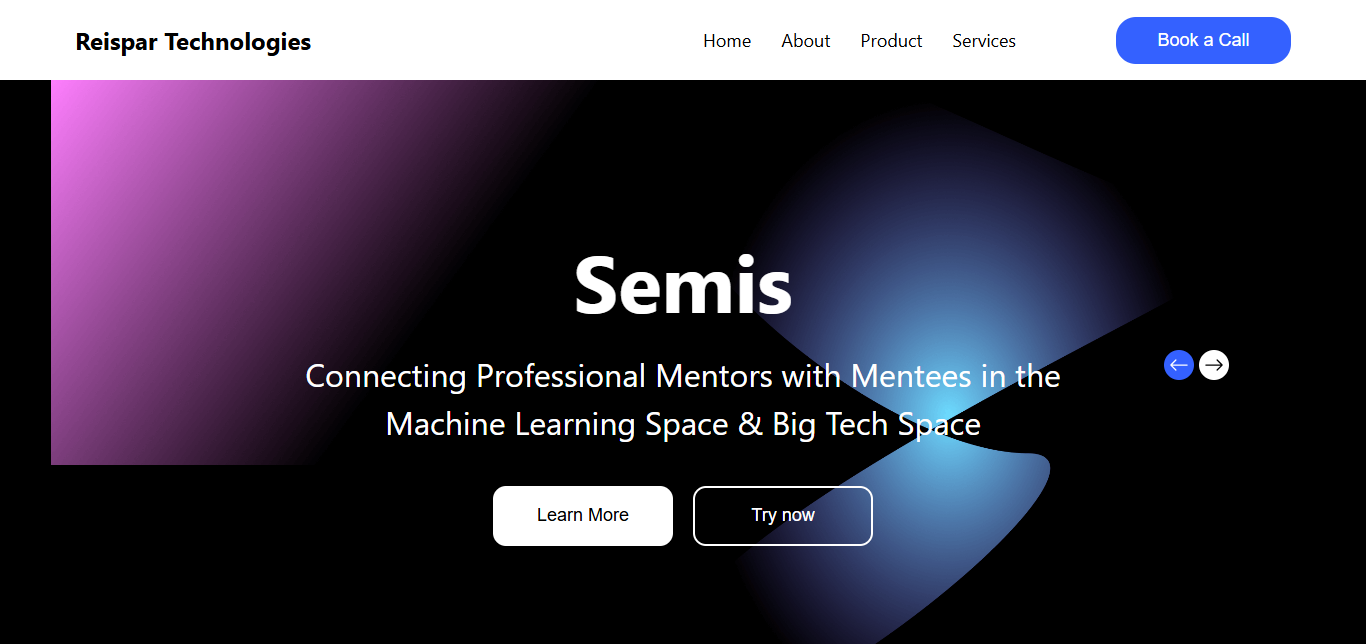 Reispar Technologies
Home About Product Services
Book a Call
Semis
Connecting Professional Mentors with Mentees in the
Machine Learning Space & Big Tech Space
Learn More
Try now